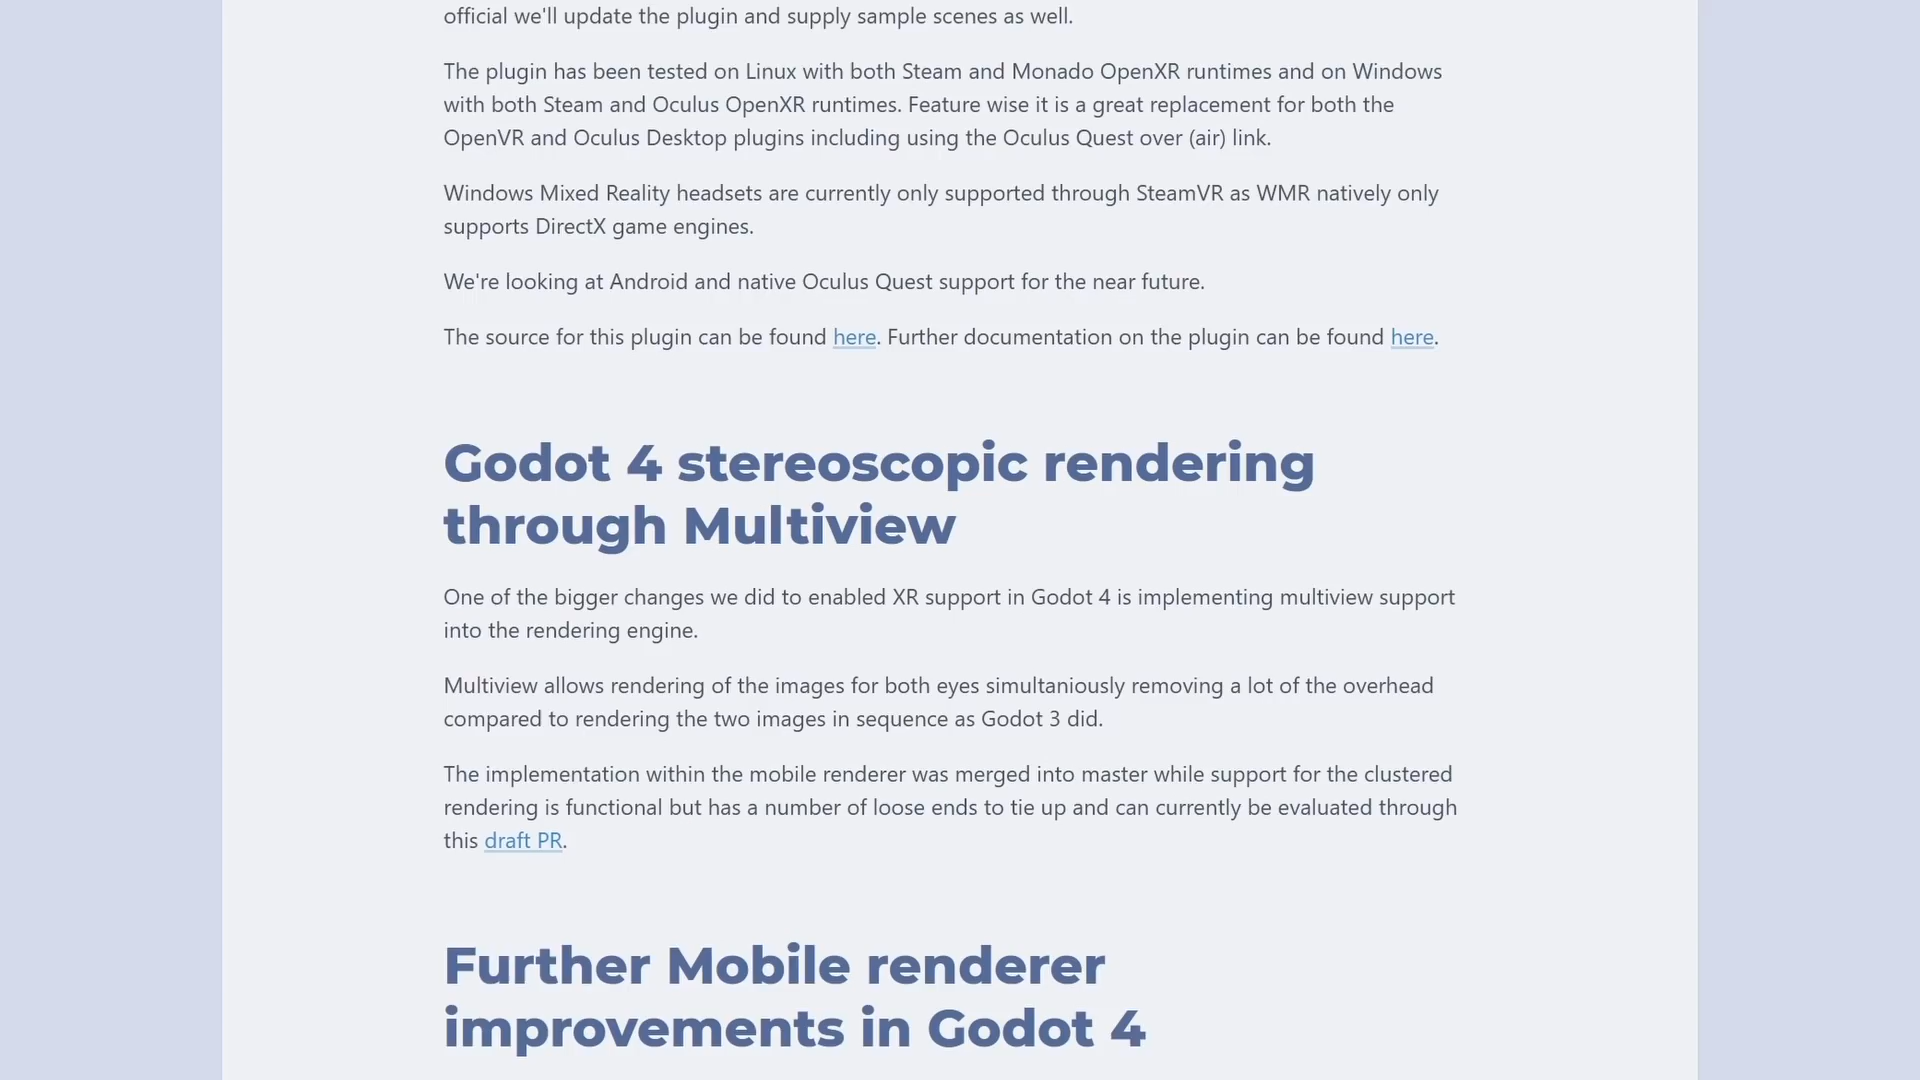 official we'll update the plugin and supply sample scenes as well.
The plugin has been tested on Linux with both Steam and Monado OpenXR runtimes and on Windows
with both Steam and Oculus OpenXR runtimes. Feature wise it is a great replacement for both the
OpenVR and Oculus Desktop plugins including using the Oculus Quest over (air) link.
Windows Mixed Reality headsets are currently only supported through SteamVR as WMR natively only
supports DirectX game engines.
We're looking at Android and native Oculus Quest support for the near future.
The source for this plugin can be found here. Further documentation on the plugin can be found here.
Godot 4 stereoscopic rendering
through Multiview
One of the bigger changes we did to enabled XR support in Godot 4 is implementing multiview support
into the rendering engine.
Multiview allows rendering of the images for both eyes simultaniously removing a lot of the overhead
compared to rendering the two images in sequence as Godot 3 did.
The implementation within the mobile renderer was merged into master while support for the clustered
rendering is functional but has a number of loose ends to tie up and can currently be evaluated through
this draft PR.
Further Mobile renderer
improvements in Godot 4